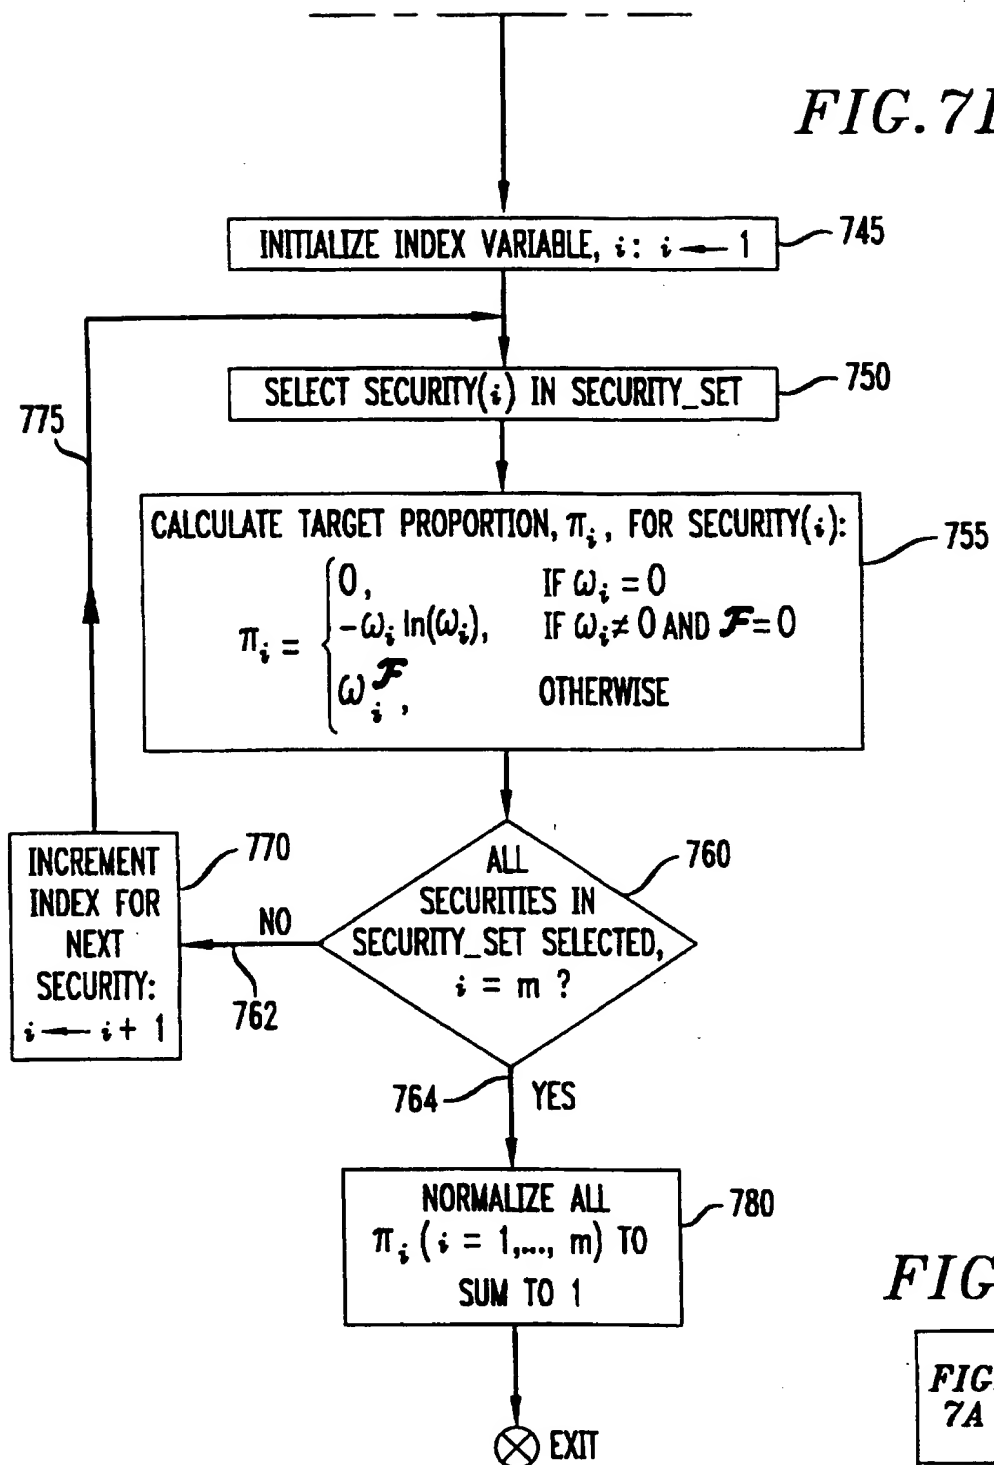 FIG.7
INITIALIZE INDEX VARIABLE, i: i ← 1
745
SELECT SECURITY(i) IN SECURITY_SET
750
775
CALCULATE TARGET PROPORTION, πᵢ, FOR SECURITY(i):
755
πᵢ =
0, IF ωᵢ = 0
-ωᵢ ln(ωᵢ), IF ωᵢ ≠ 0 AND ℱ = 0
ωᵢ^ℱ, OTHERWISE
ALL
SECURITIES IN
SECURITY_SET SELECTED,
i = m ?
760
NO
762
INCREMENT
INDEX FOR
NEXT
SECURITY:
i ← i + 1
770
764
YES
NORMALIZE ALL
πᵢ (i = 1,..., m) TO
SUM TO 1
780
FIG
FIG.
7A
EXIT